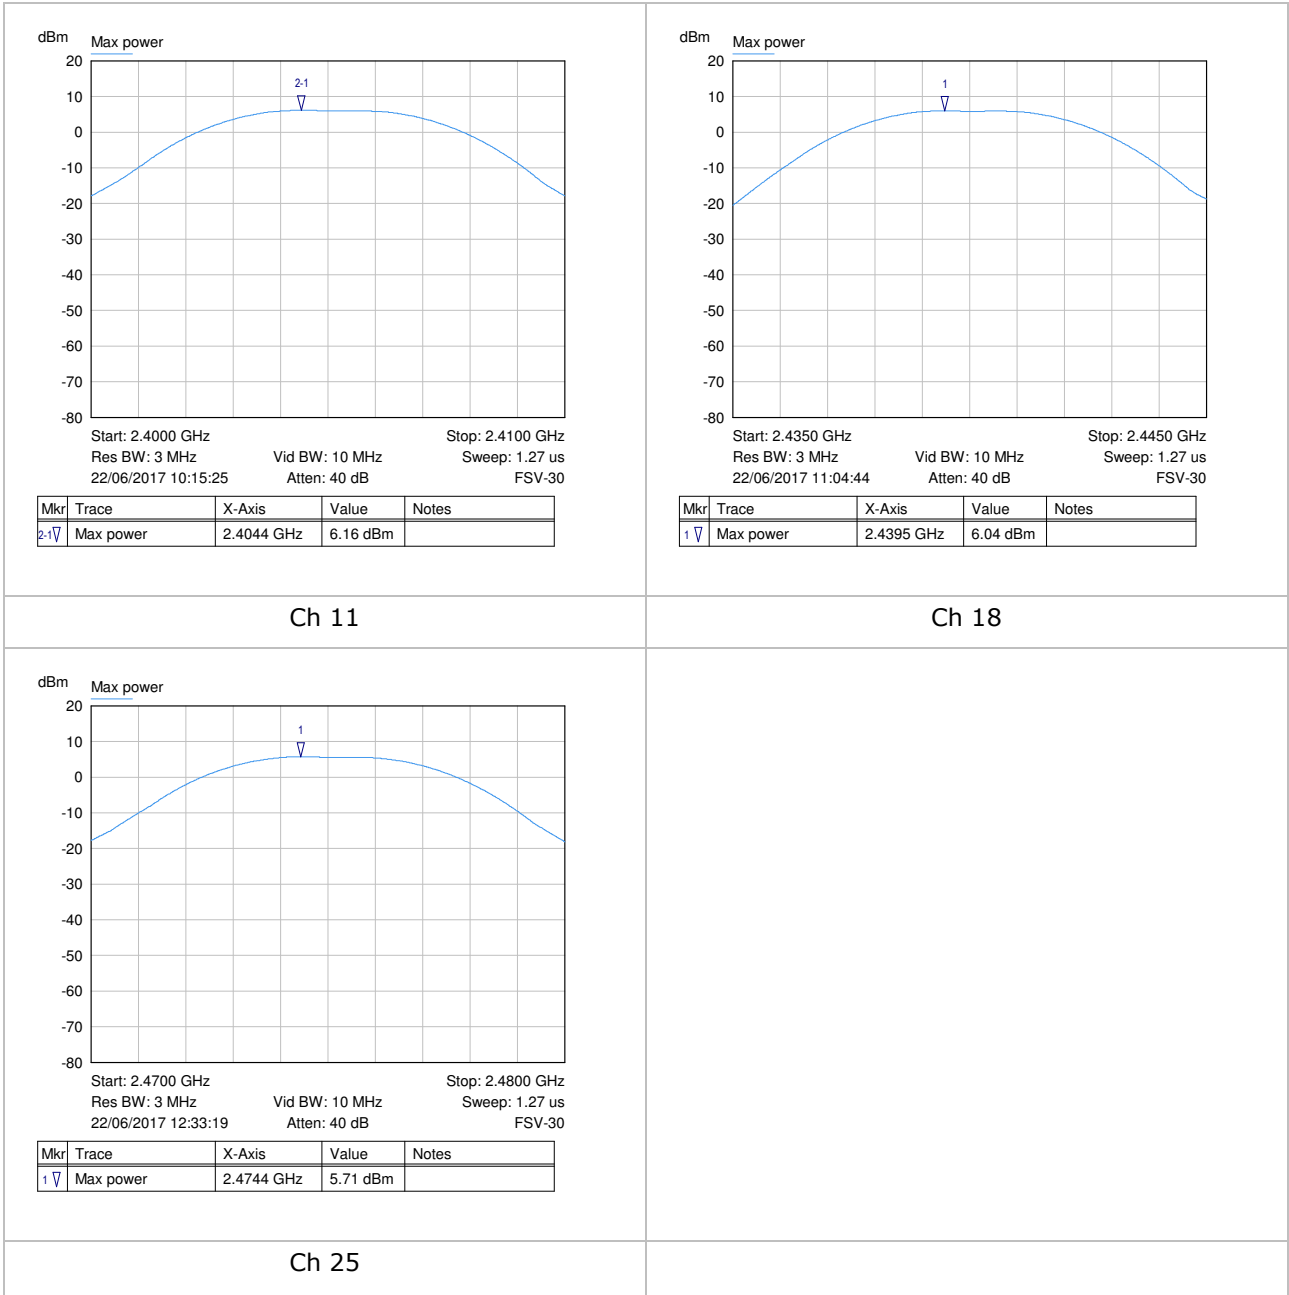 dBm
Max power
20
10
0
-10
-20
-30
-40
-50
-60
-70
-80
2-1
Start: 2.4000 GHz Stop: 2.4100 GHz
Res BW: 3 MHz Vid BW: 10 MHz Sweep: 1.27 us
22/06/2017 10:15:25 Atten: 40 dB FSV-30
Mkr Trace X-Axis Value Notes
2-1 Max power 2.4044 GHz 6.16 dBm
Ch 11
dBm
Max power
20
10
0
-10
-20
-30
-40
-50
-60
-70
-80
1
Start: 2.4350 GHz Stop: 2.4450 GHz
Res BW: 3 MHz Vid BW: 10 MHz Sweep: 1.27 us
22/06/2017 11:04:44 Atten: 40 dB FSV-30
Mkr Trace X-Axis Value Notes
1 Max power 2.4395 GHz 6.04 dBm
Ch 18
dBm
Max power
20
10
0
-10
-20
-30
-40
-50
-60
-70
-80
1
Start: 2.4700 GHz Stop: 2.4800 GHz
Res BW: 3 MHz Vid BW: 10 MHz Sweep: 1.27 us
22/06/2017 12:33:19 Atten: 40 dB FSV-30
Mkr Trace X-Axis Value Notes
1 Max power 2.4744 GHz 5.71 dBm
Ch 25